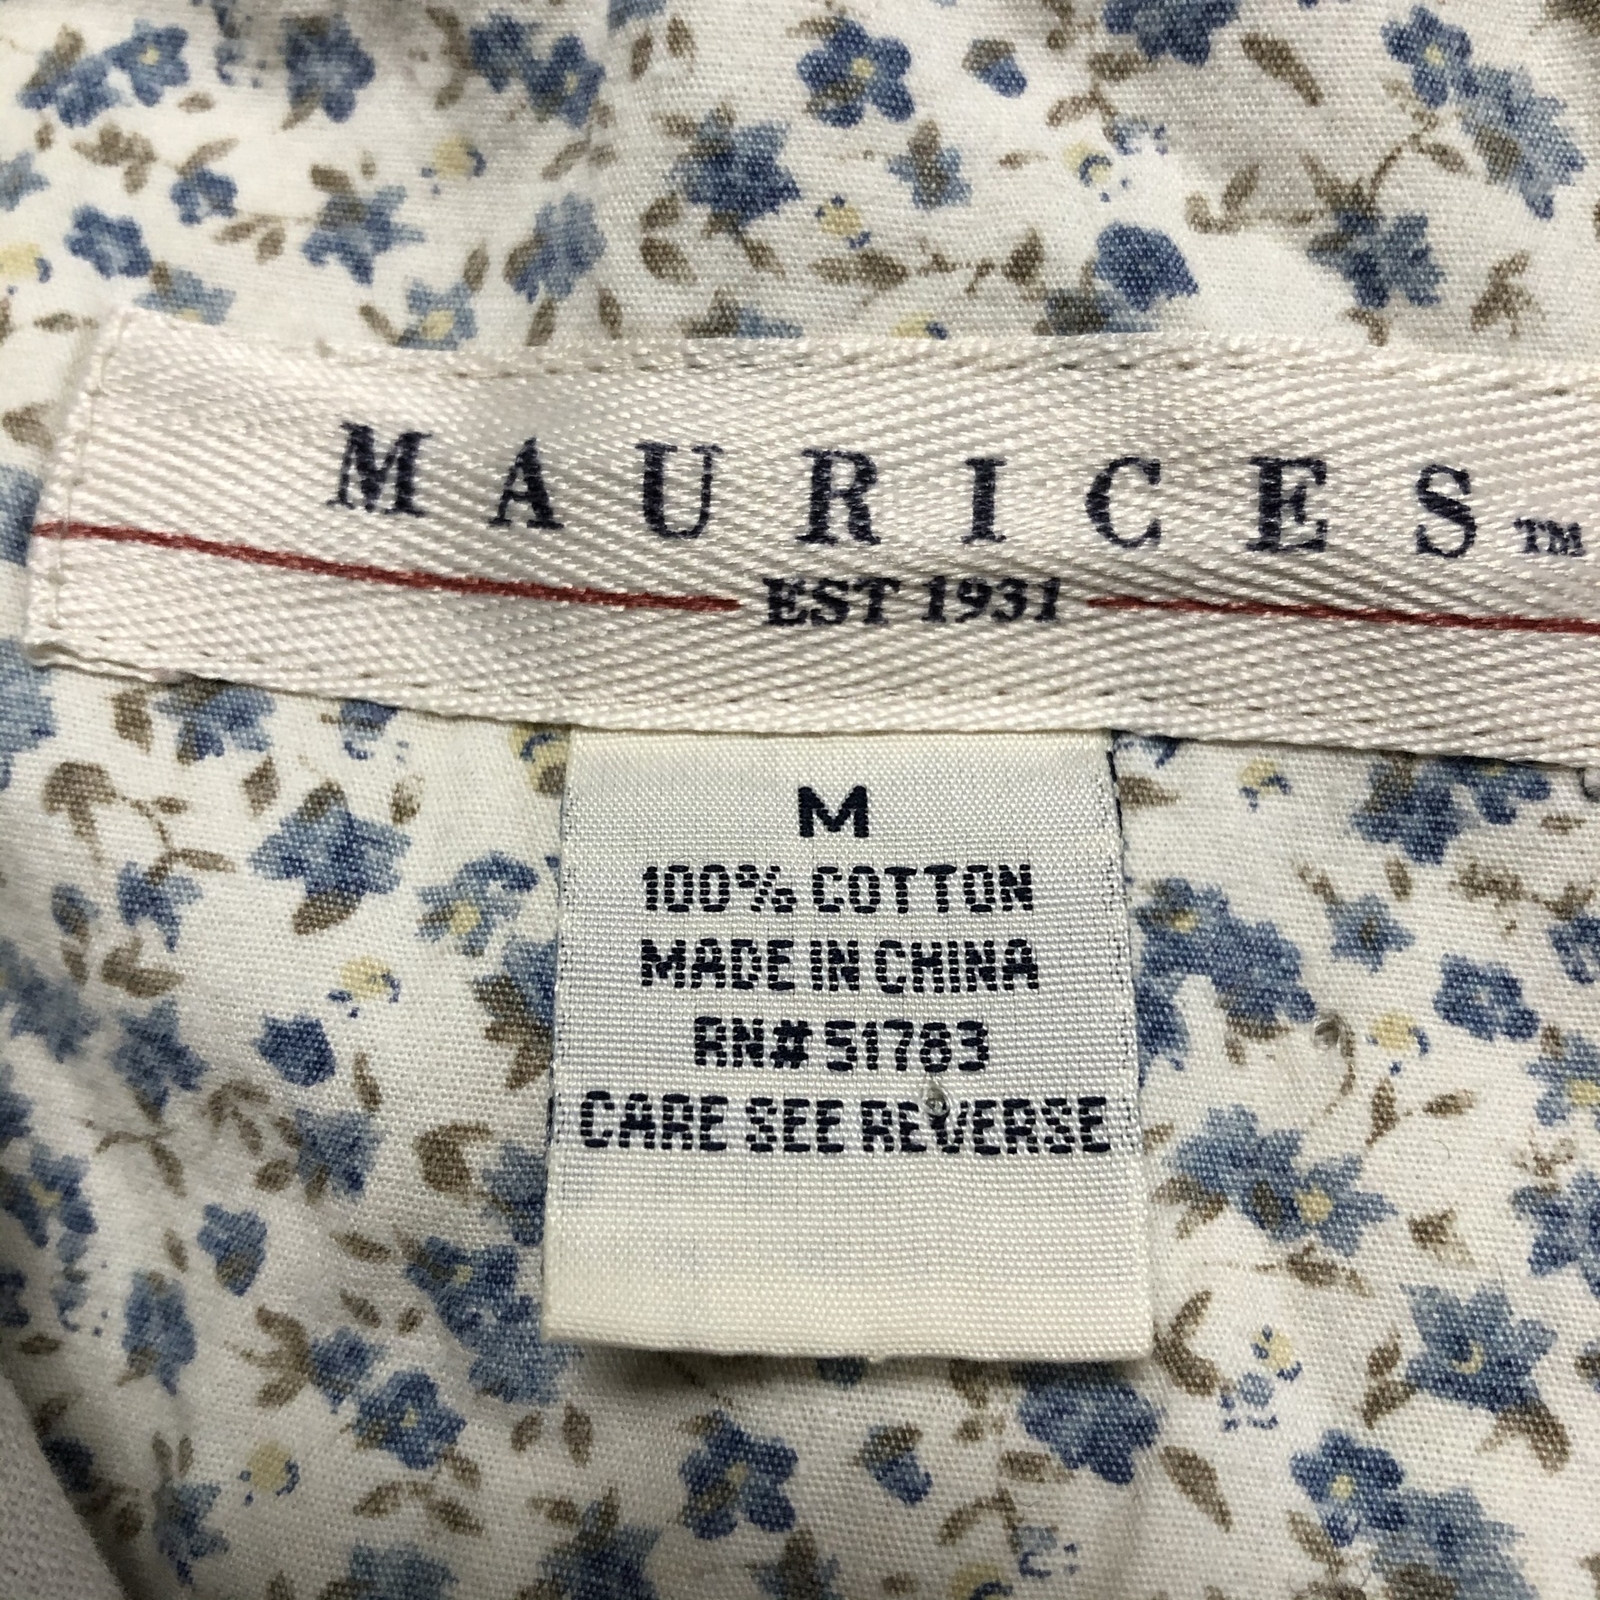 MAURICES™
EST 1931
M
100% COTTON
MADE IN CHINA
RN# 51783
CARE SEE REVERSE